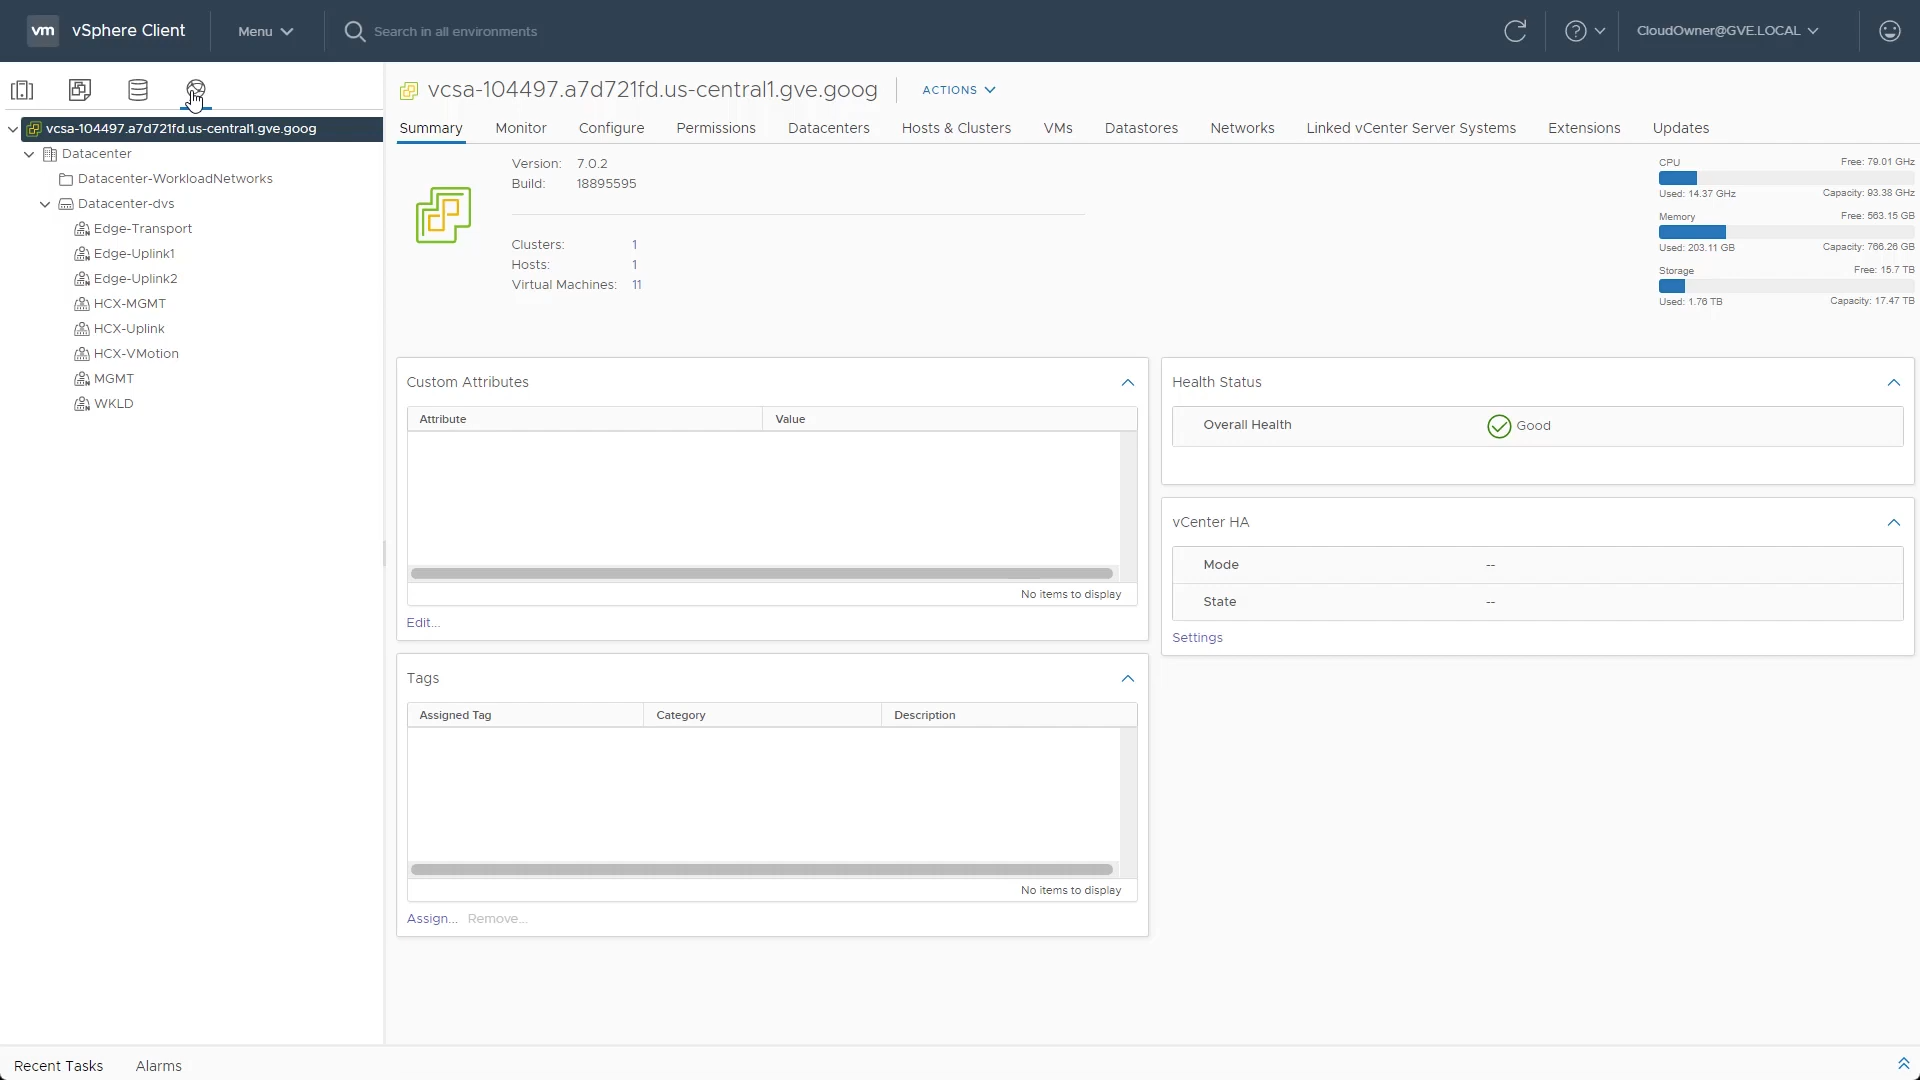 vm vSphere Client Menu Search in all environments CloudOwner@GVE.LOCAL
vcsa-104497.a7d721fd.us-central1.gve.goog
Datacenter
Datacenter-WorkloadNetworks
Datacenter-dvs
Edge-Transport
Edge-Uplink1
Edge-Uplink2
HCX-MGMT
HCX-Uplink
HCX-VMotion
MGMT
WKLD
vcsa-104497.a7d721fd.us-central1.gve.goog ACTIONS
Summary Monitor Configure Permissions Datacenters Hosts & Clusters VMs Datastores Networks Linked vCenter Server Systems Extensions Updates
Version: 7.0.2
Build: 18895595
Clusters: 1
Hosts: 1
Virtual Machines: 11
CPU Free: 79.01 GHz
Used: 14.37 GHz Capacity: 93.38 GHz
Memory Free: 563.15 GB
Used: 203.11 GB Capacity: 766.26 GB
Storage Free: 15.7 TB
Used: 1.76 TB Capacity: 17.47 TB
Custom Attributes
Attribute Value
No items to display
Edit...
Tags
Assigned Tag Category Description
No items to display
Assign... Remove...
Health Status
Overall Health Good
vCenter HA
Mode --
State --
Settings
Recent Tasks Alarms